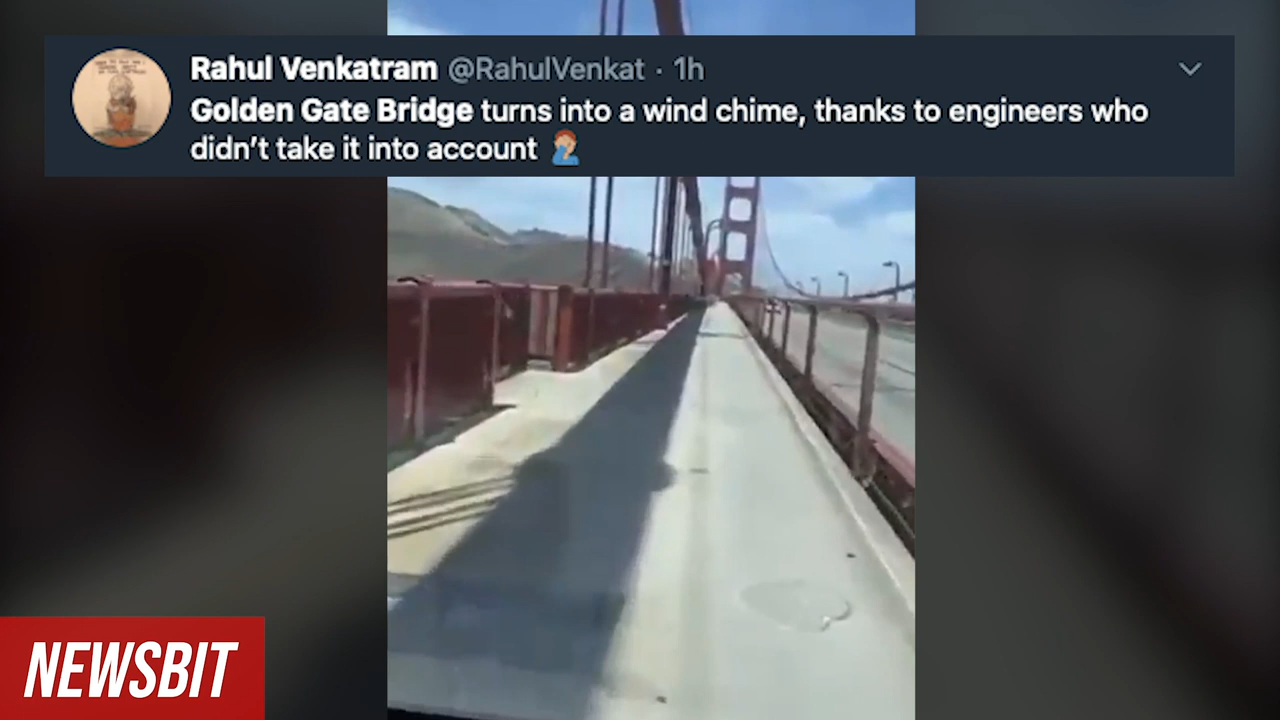 Rahul Venkatram @RahulVenkat · 1h
Golden Gate Bridge turns into a wind chime, thanks to engineers who
didn't take it into account 🤦🏽‍♂️
NEWSBIT